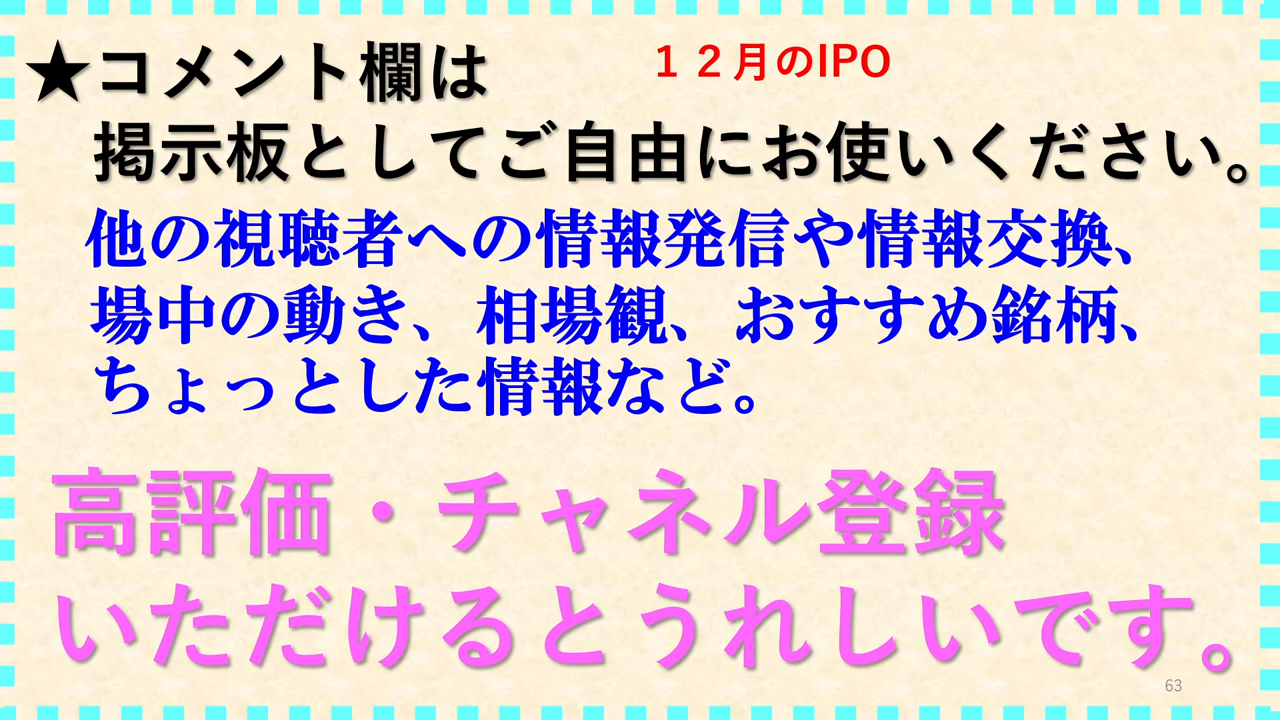 ★コメント欄は
１２月のIPO
掲示板としてご自由にお使いください。
他の視聴者への情報発信や情報交換、
場中の動き、相場観、おすすめ銘柄、
ちょっとした情報など。
高評価・チャネル登録
いただけるとうれしいです。
63